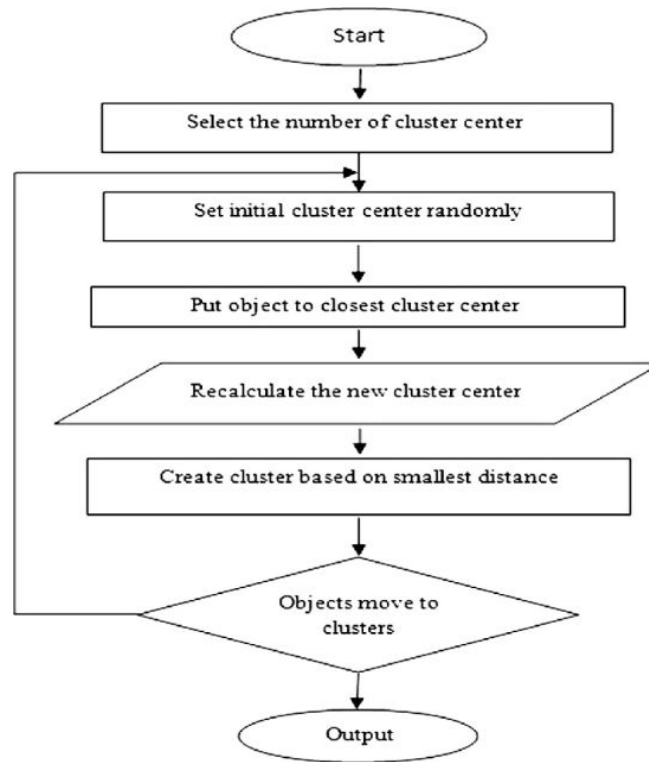 Start
Select the number of cluster center
Set initial cluster center randomly
Put object to closest cluster center
Recalculate the new cluster center
Create cluster based on smallest distance
Objects move to
clusters
Output